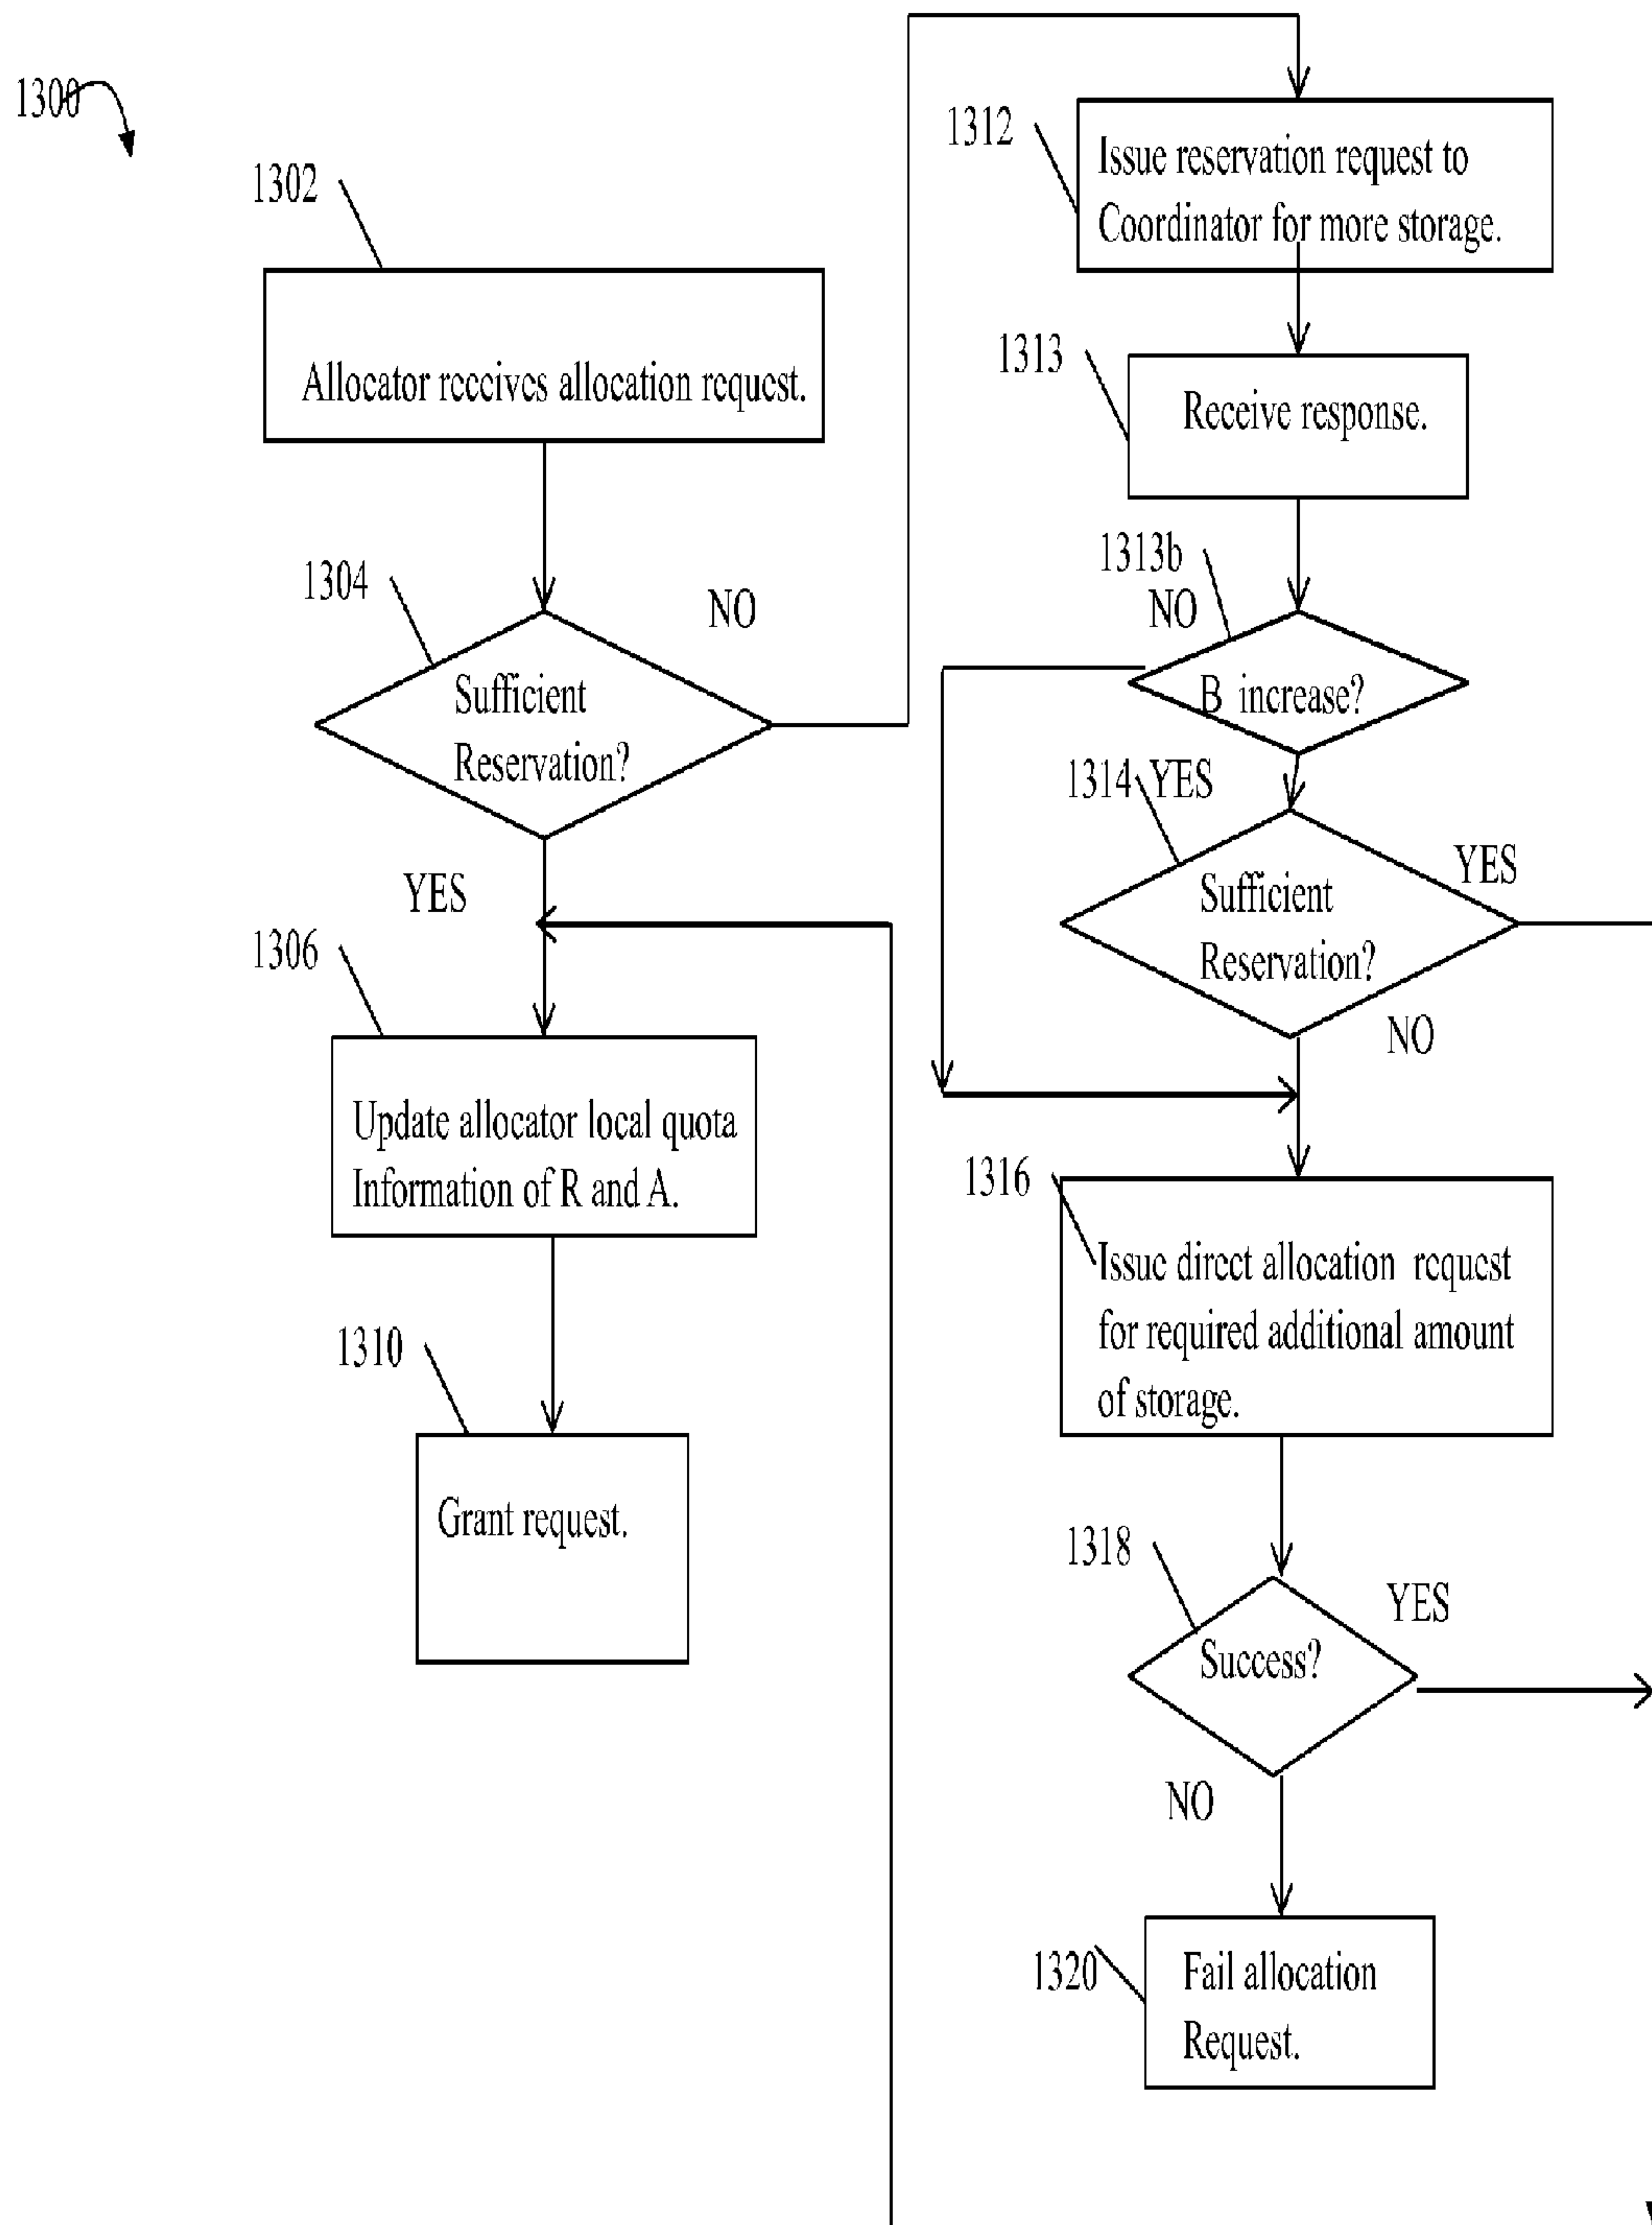 1300
1302
Allocator receives allocation request.
1304
NO
Sufficient
Reservation?
YES
1306
Update allocator local quota
Information of R and A.
1310
Grant request.
1312
Issue reservation request to
Coordinator for more storage.
1313
Receive response.
1313b
NO
B increase?
1314 YES
Sufficient
Reservation?
YES
NO
1316
Issue direct allocation request
for required additional amount
of storage.
1318
Success?
YES
NO
1320
Fail allocation
Request.